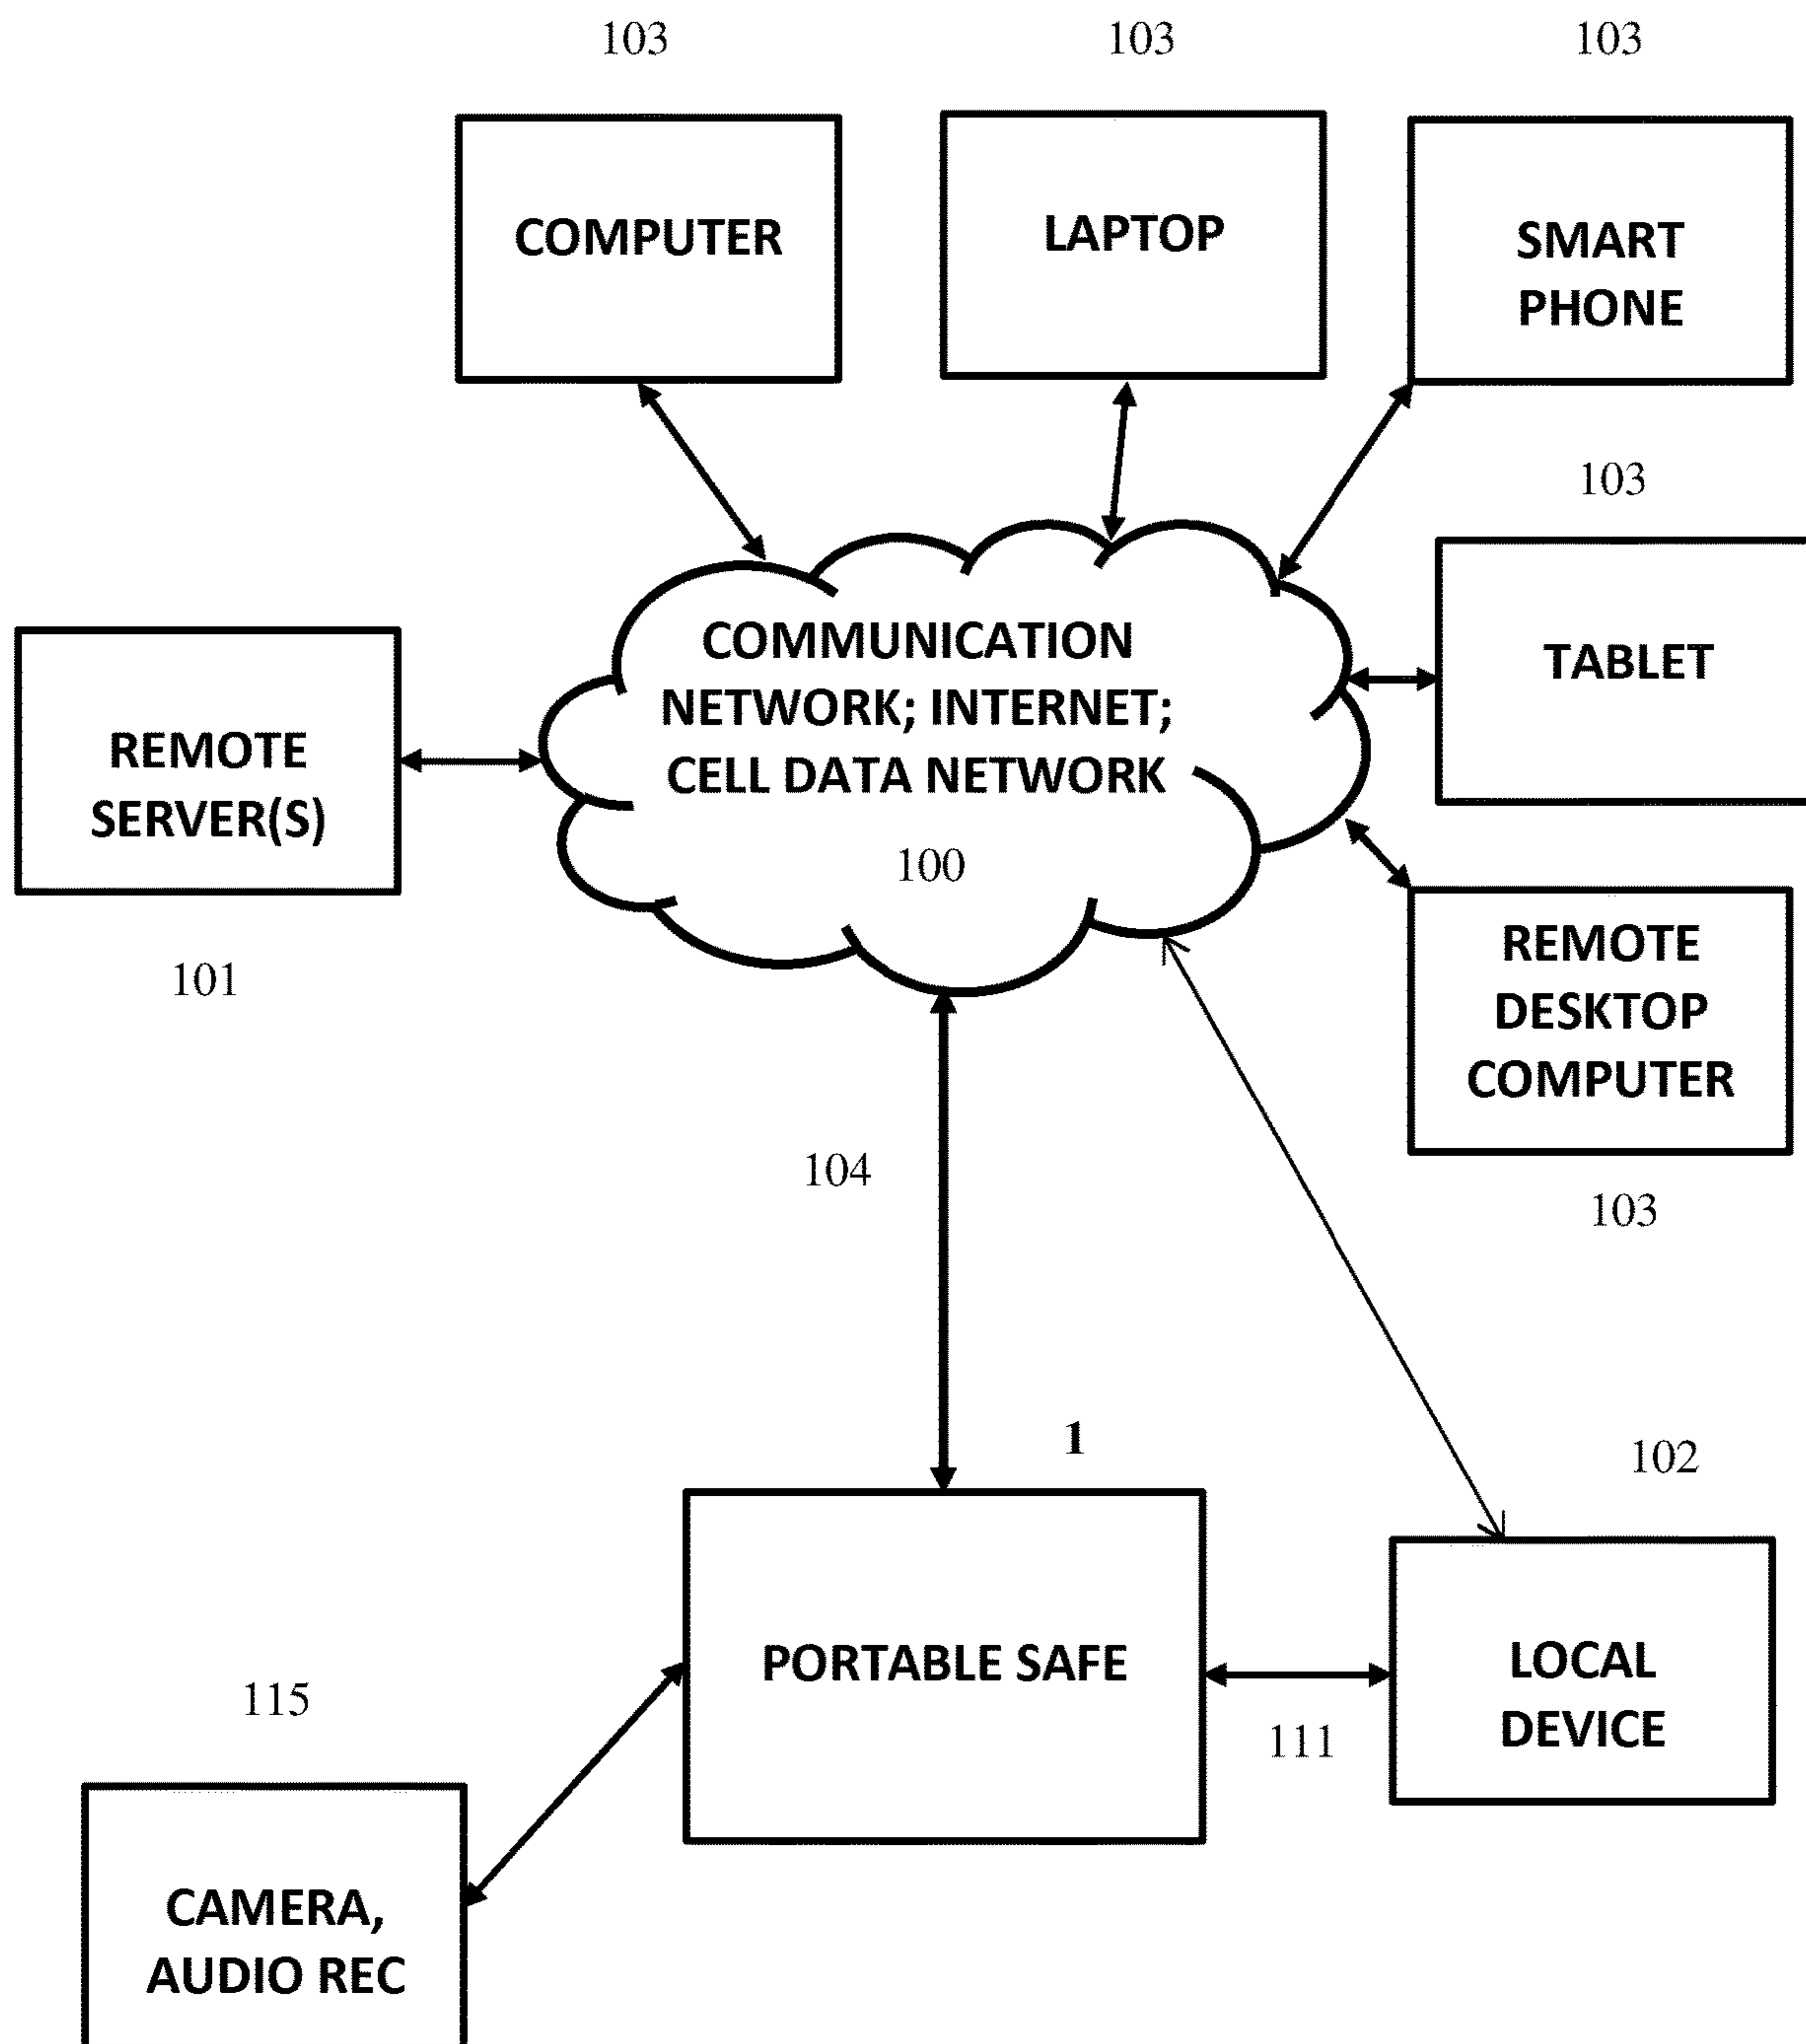 103
103
103
COMPUTER
LAPTOP
SMART
PHONE
103
TABLET
COMMUNICATION
NETWORK; INTERNET;
CELL DATA NETWORK
100
REMOTE
SERVER(S)
101
REMOTE
DESKTOP
COMPUTER
103
104
1
102
PORTABLE SAFE
LOCAL
DEVICE
111
115
CAMERA,
AUDIO REC